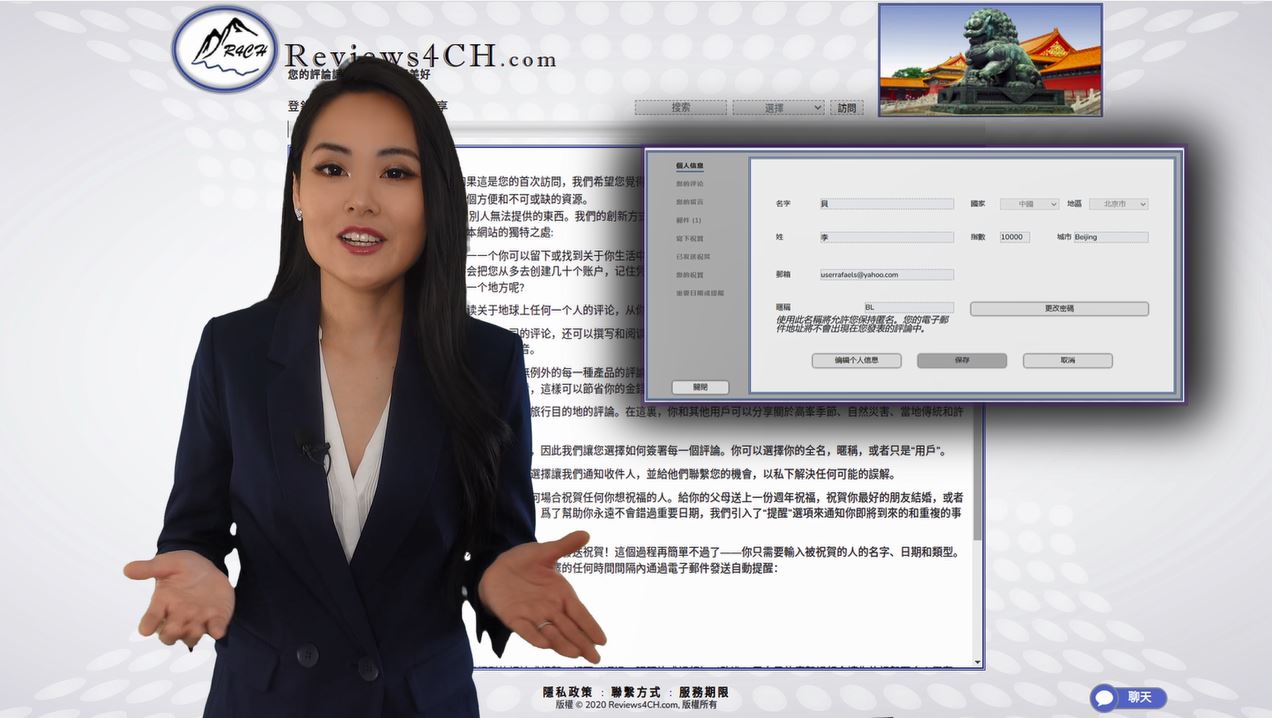 R4CH
Reviews4CH.com
您的評論
美好
享
搜索 選擇 訪問
果這是您的首次訪問，我們希望您覺得
個方便和不可或缺的資源。
別人無法提供的東西。我們的創新方式
本網站的獨特之處:
一一个你可以留下或找到关于你生活中
会把您从多去创建几十个账户，记住
一个地方呢?
读关于地球上任何一个人的评论，从你
的评论，还可以撰写和阅读
音。
無例外的每一種產品的評論
，這樣可以節省你的金錢
旅行目的地的評論。在這裏，你和其他用戶可以分享關於高峯季節、自然災害、當地傳統和許
，因此我們讓您選擇如何簽署每一個評論。你可以選擇你的全名，暱稱，或者只是“用戶”。
選擇讓我們通知收件人，並給他們聯繫您的機會，以私下解決任何可能的誤解。
何場合祝賀任何你想祝福的人。給你的父母送上一份週年祝福，祝賀你最好的朋友結婚，或者
爲了幫助你永遠不會錯過重要日期，我們引入了“提醒”選項來通知你即將到來的和重複的事
發送祝賀！這個過程再簡單不過了——你只需要輸入被祝賀的人的名字、日期和類型。
的任何時間間隔內通過電子郵件發送自動提醒：
個人信息
您的评论
您的留言
郵件 (1)
寫下祝賀
已發送祝賀
您的祝賀
重要日期或提醒
關閉
名字 貝 國家 中國 地區 北京市
姓 李 指數 10000 城市 Beijing
郵箱 userrafaels@yahoo.com
暱稱 BL 更改密碼
使用此名稱將允許您保持匿名。您的電子郵
件地址將不會出現在您發表的評論中。
编辑个人信息 保存 取消
隱私政策 : 聯繫方式 : 服務期限
版權 © 2020 Reviews4CH.com, 版權所有
聊天